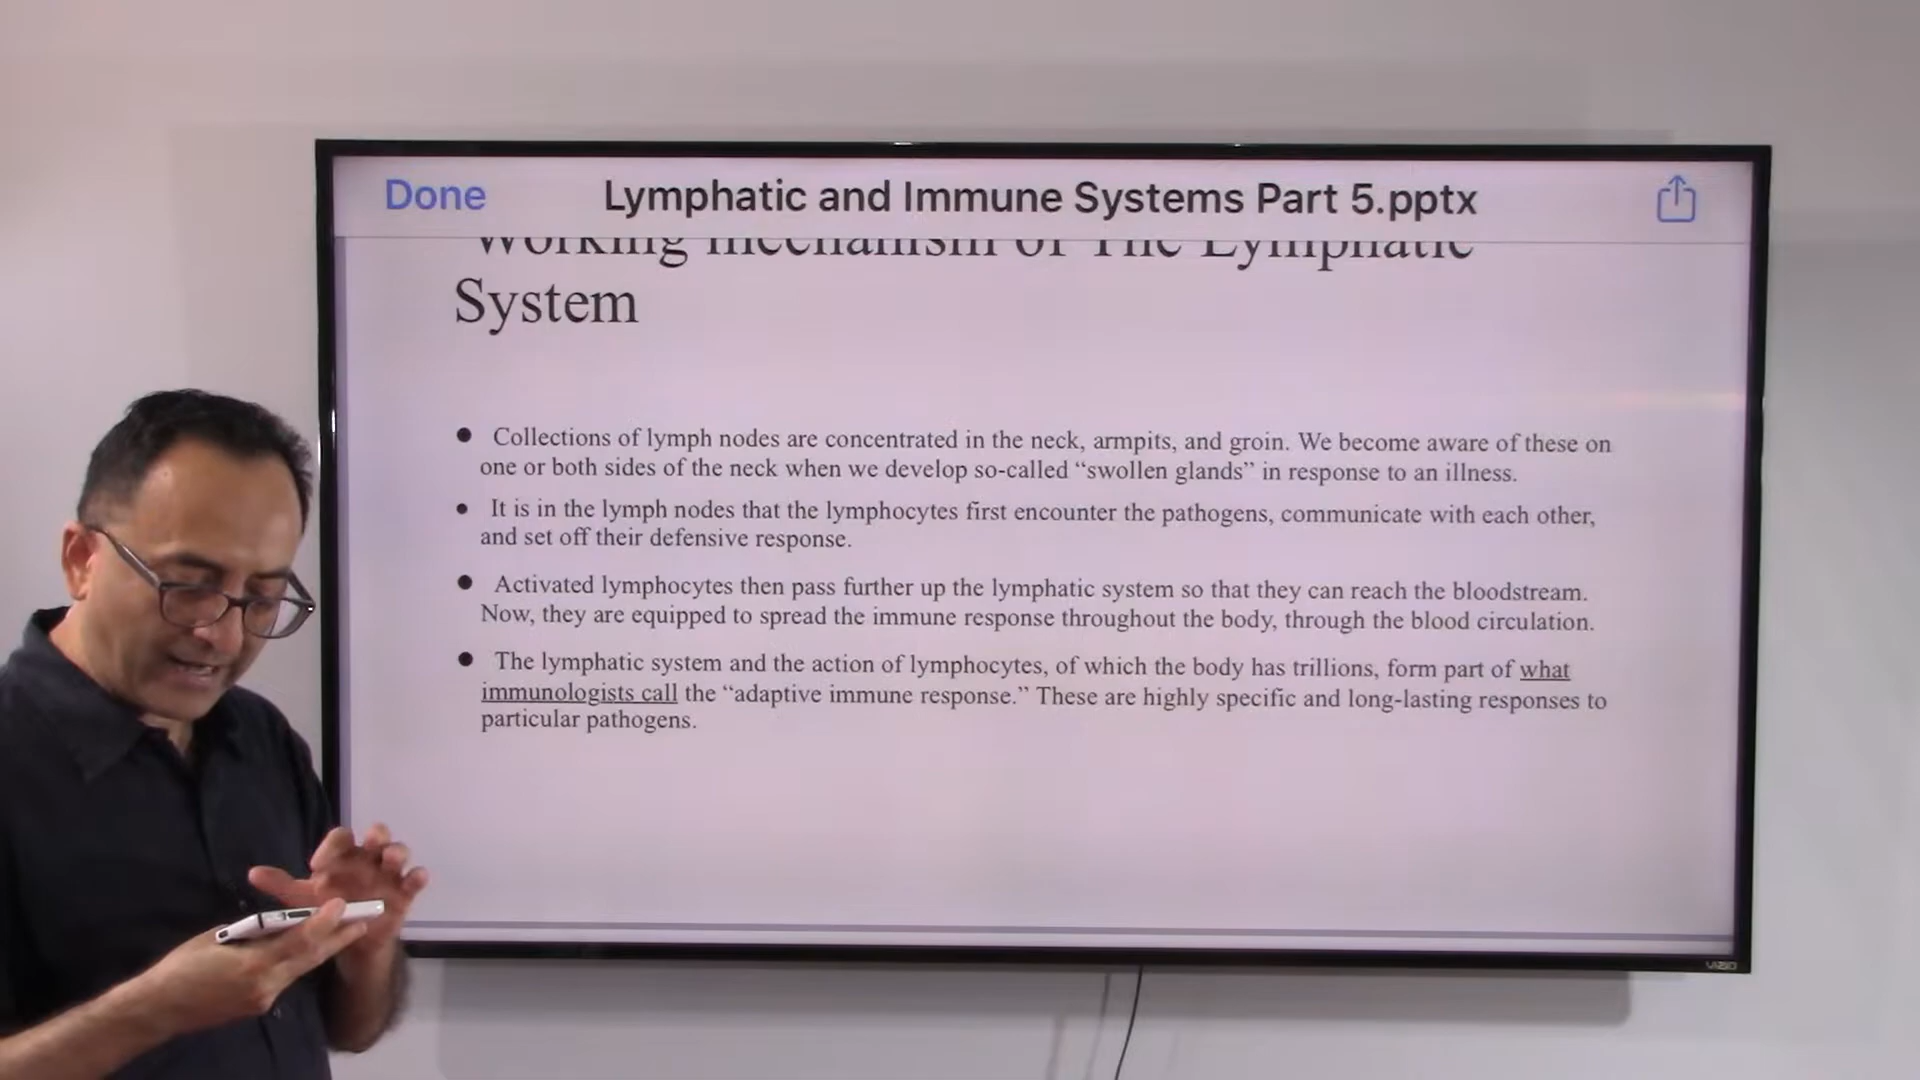 Done
Lymphatic and Immune Systems Part 5.pptx
Working mechanism of The Lymphatic
System
● Collections of lymph nodes are concentrated in the neck, armpits, and groin. We become aware of these on
one or both sides of the neck when we develop so-called “swollen glands” in response to an illness.
● It is in the lymph nodes that the lymphocytes first encounter the pathogens, communicate with each other,
and set off their defensive response.
● Activated lymphocytes then pass further up the lymphatic system so that they can reach the bloodstream.
Now, they are equipped to spread the immune response throughout the body, through the blood circulation.
● The lymphatic system and the action of lymphocytes, of which the body has trillions, form part of what
immunologists call the “adaptive immune response.” These are highly specific and long-lasting responses to
particular pathogens.
VIZIO